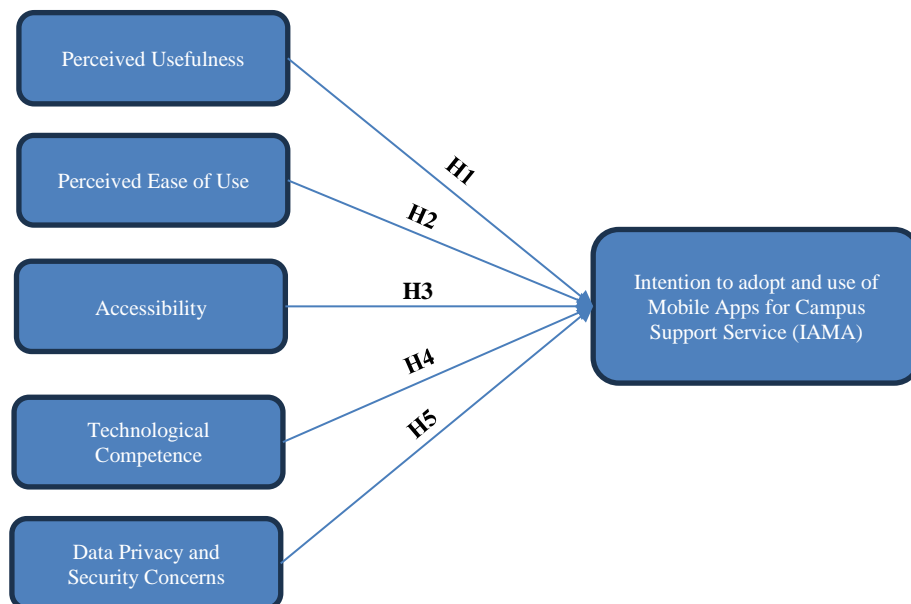 Perceived Usefulness
H1
Perceived Ease of Use
H2
Accessibility
H3
Intention to adopt and use of
Mobile Apps for Campus
Support Service (IAMA)
H4
Technological
Competence
H5
Data Privacy and
Security Concerns